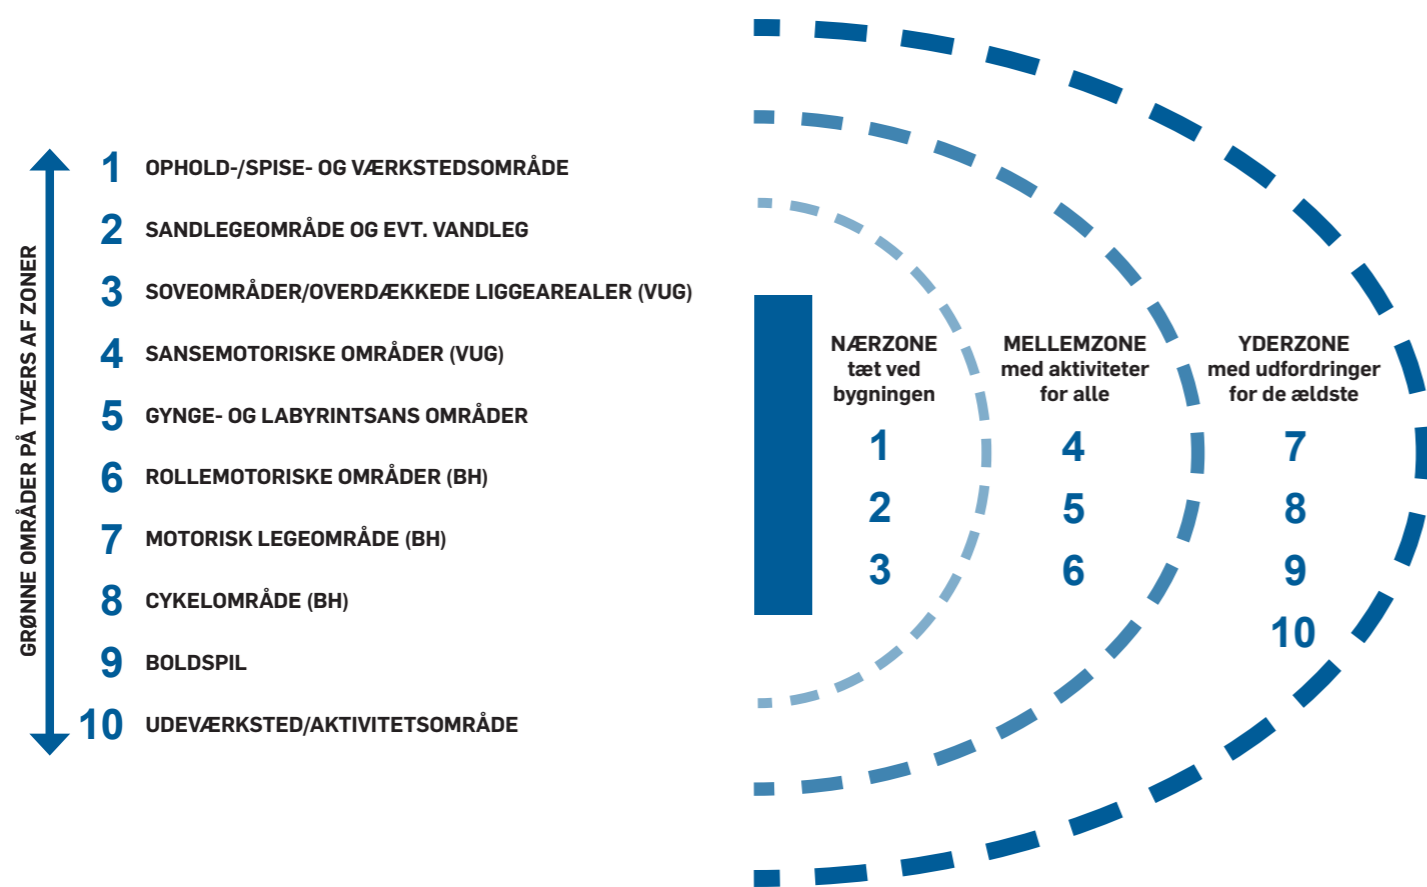 GRØNNE OMRÅDER PÅ TVÆRS AF ZONER
1 OPHOLD-/SPISE- OG VÆRKSTEDSOMRÅDE
2 SANDLEGEOMRÅDE OG EVT. VANDLEG
3 SOVEOMRÅDER/OVERDÆKKEDE LIGGEAREALER (VUG)
4 SANSEMOTORISKE OMRÅDER (VUG)
5 GYNGE- OG LABYRINTSANS OMRÅDER
6 ROLLEMOTORISKE OMRÅDER (BH)
7 MOTORISK LEGEOMRÅDE (BH)
8 CYKELOMRÅDE (BH)
9 BOLDSPIL
10 UDEVÆRKSTED/AKTIVITETSOMRÅDE
NÆRZONE
tæt ved
bygningen
1
2
3
MELLEMZONE
med aktiviteter
for alle
4
5
6
YDERZONE
med udfordringer
for de ældste
7
8
9
10